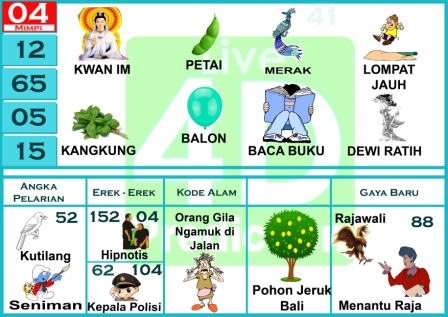 04
MIMPI
41
12
65
05
15
KWAN IM
PETAI
MERAK
LOMPAT
JAUH
KANGKUNG
BALON
BACA BUKU
DEWI RATIH
Live
4D
Prediction
ANGKA
PELARIAN
EREK - EREK
KODE ALAM
GAYA BARU
52
Kutilang
Seniman
152 04
Hipnotis
62 104
Kepala Polisi
Orang Gila
Ngamuk di
Jalan
Pohon Jeruk
Bali
Rajawali
88
Menantu Raja